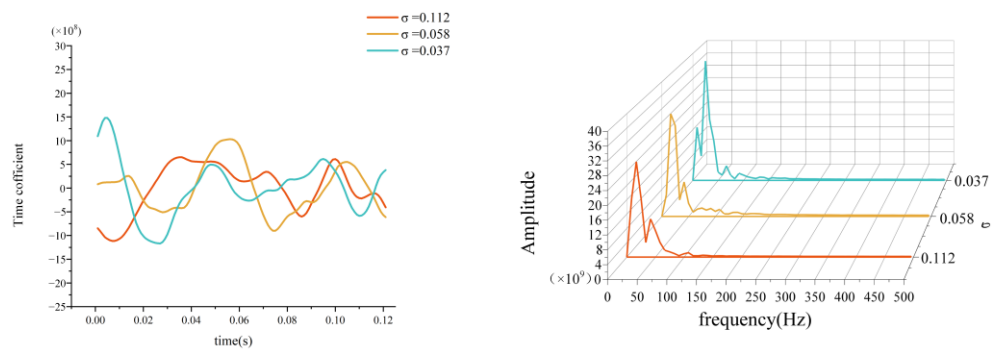 (×10⁸)
σ =0.112
σ =0.058
σ =0.037
30
25
20
15
10
50
0
−50
−10
−15
−20
−25
Time cofficient
0.00 0.02 0.04 0.06 0.08 0.10 0.12
time(s)
40
36
32
28
24
20
16
12
8
4
0
Amplitude
(×10⁹)
0 50 100 150 200 250 300 350 400 450 500
frequency(Hz)
0.037
0.058
0.112
σ